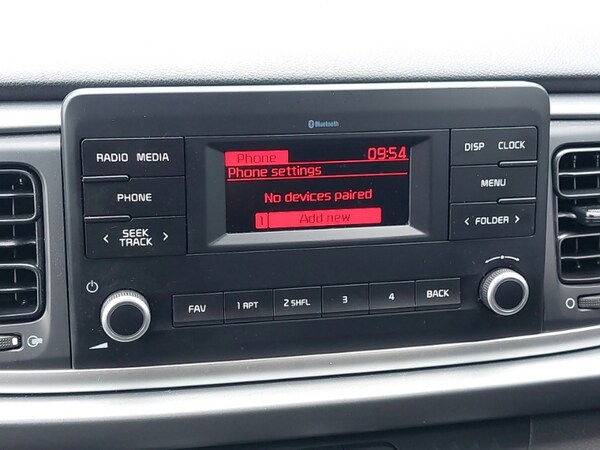 Bluetooth
RADIO MEDIA
PHONE
< SEEK TRACK >
Phone 09:54
Phone settings
No devices paired
1 Add new
DISP CLOCK
MENU
< FOLDER >
FAV
1 RPT
2 SHFL
3
4
BACK